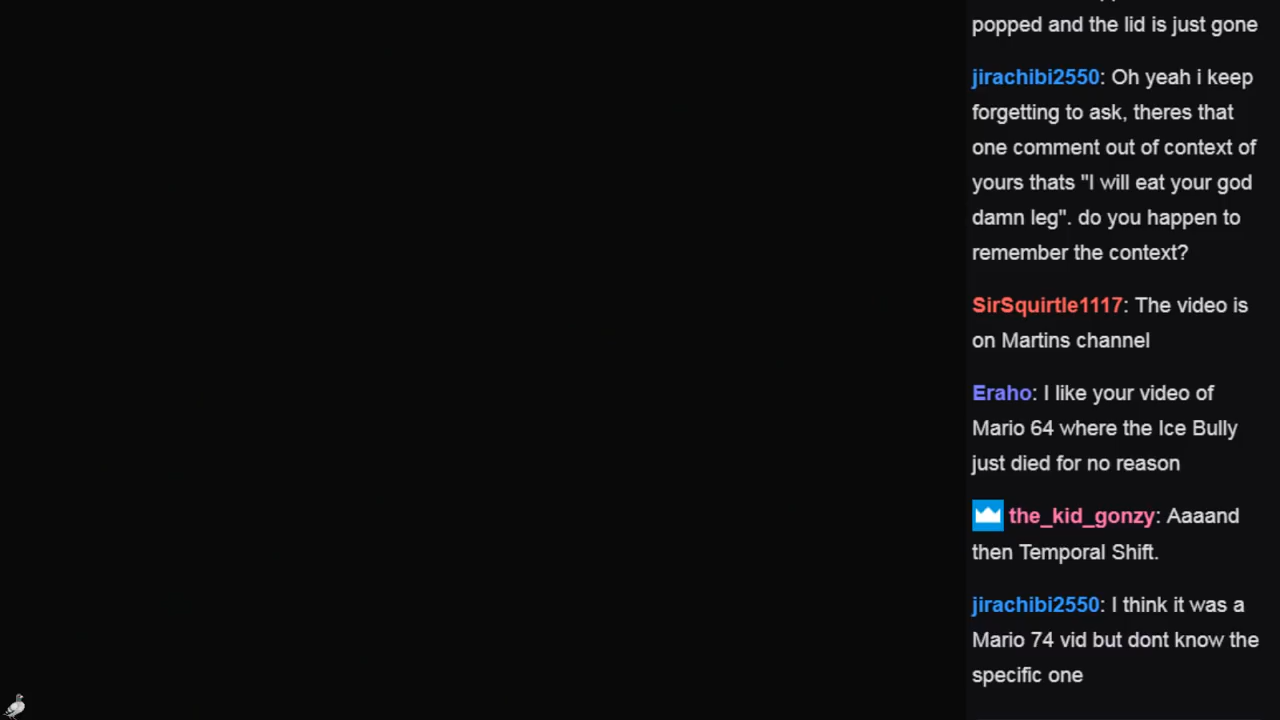 popped and the lid is just gone
jirachibi2550: Oh yeah i keep
forgetting to ask, theres that
one comment out of context of
yours thats "I will eat your god
damn leg". do you happen to
remember the context?
SirSquirtle1117: The video is
on Martins channel
Eraho: I like your video of
Mario 64 where the Ice Bully
just died for no reason
the_kid_gonzy: Aaaand
then Temporal Shift.
jirachibi2550: I think it was a
Mario 74 vid but dont know the
specific one